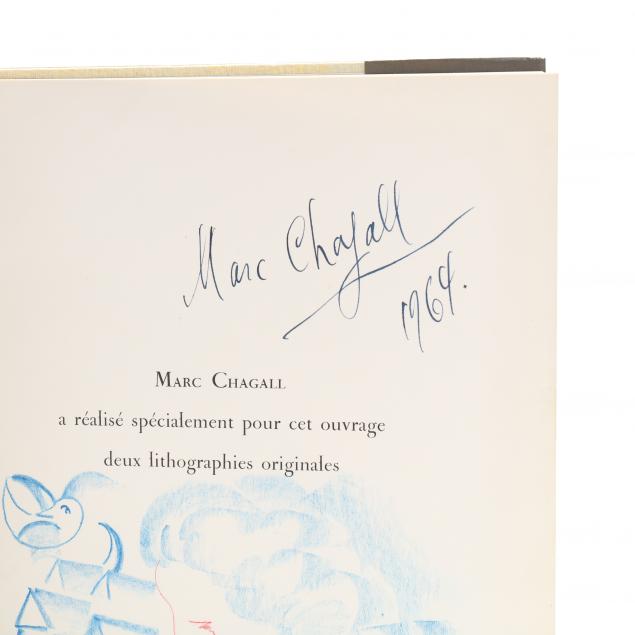 Marc Chagall
1964.
Marc Chagall
a réalisé spécialement pour cet ouvrage
deux lithographies originales